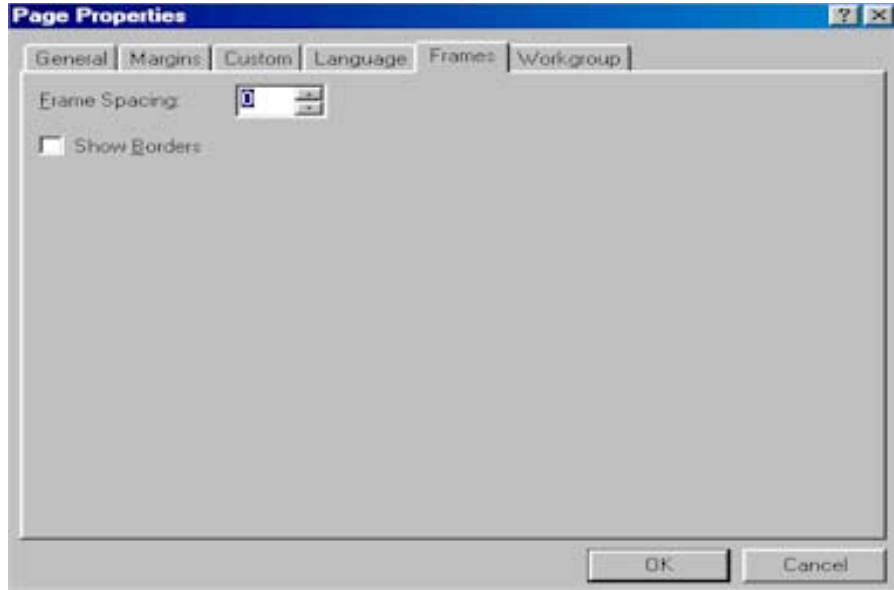 Page Properties
General Margins Custom Language Frames Workgroup
Frame Spacing: 0
Show Borders
OK Cancel